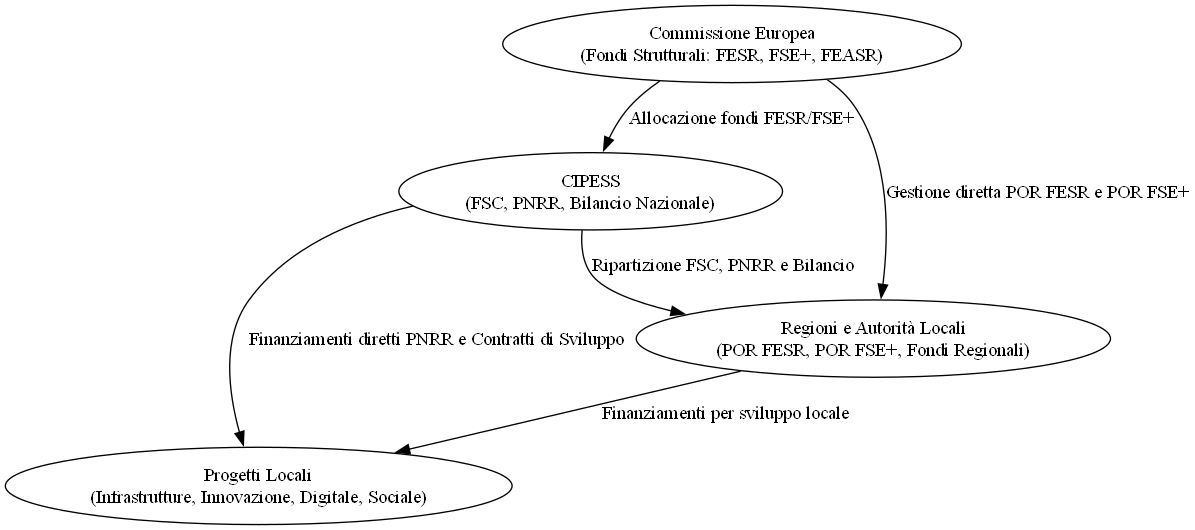 Commissione Europea
(Fondi Strutturali: FESR, FSE+, FEASR)
Allocazione fondi FESR/FSE+
CIPESS
(FSC, PNRR, Bilancio Nazionale)
Gestione diretta POR FESR e POR FSE+
Ripartizione FSC, PNRR e Bilancio
Finanziamenti diretti PNRR e Contratti di Sviluppo
Regioni e Autorità Locali
(POR FESR, POR FSE+, Fondi Regionali)
Finanziamenti per sviluppo locale
Progetti Locali
(Infrastrutture, Innovazione, Digitale, Sociale)